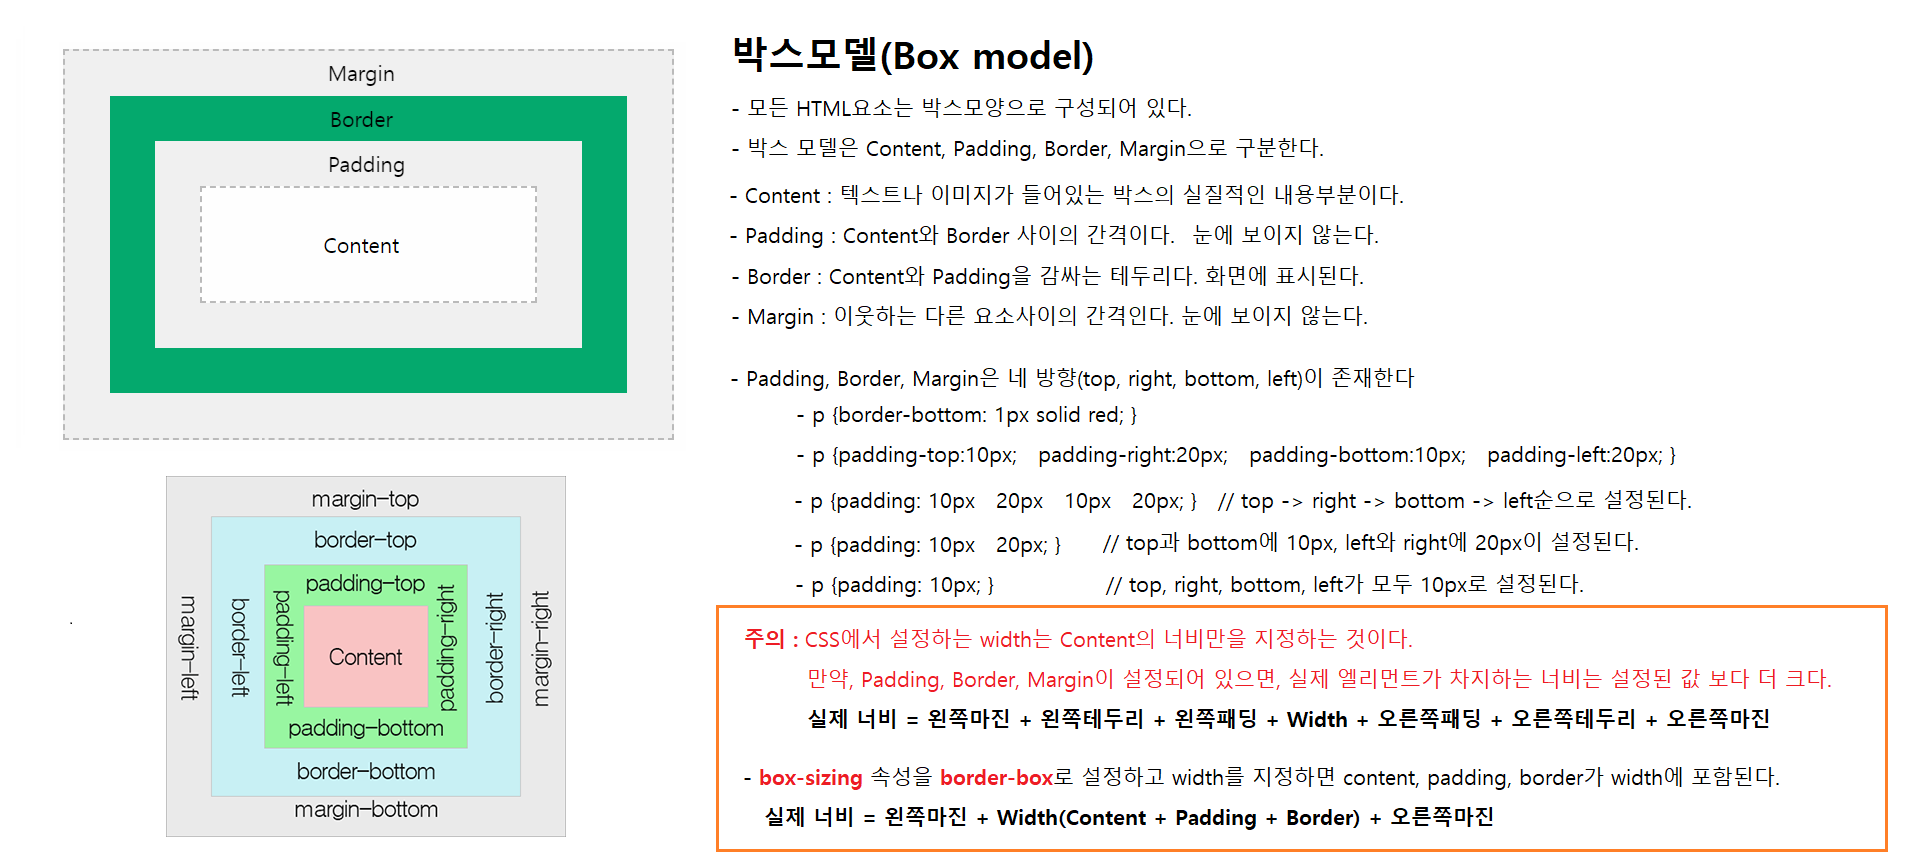 Margin
Border
Padding
Content
margin-top
border-top
padding-top
margin-left
border-left
padding-left
Content
padding-right
border-right
margin-right
padding-bottom
border-bottom
margin-bottom
박스모델(Box model)
- 모든 HTML요소는 박스모양으로 구성되어 있다.
- 박스 모델은 Content, Padding, Border, Margin으로 구분한다.
- Content : 텍스트나 이미지가 들어있는 박스의 실질적인 내용부분이다.
- Padding : Content와 Border 사이의 간격이다. 눈에 보이지 않는다.
- Border : Content와 Padding을 감싸는 테두리다. 화면에 표시된다.
- Margin : 이웃하는 다른 요소사이의 간격인다. 눈에 보이지 않는다.
- Padding, Border, Margin은 네 방향(top, right, bottom, left)이 존재한다
- p {border-bottom: 1px solid red; }
- p {padding-top:10px; padding-right:20px; padding-bottom:10px; padding-left:20px; }
- p {padding: 10px 20px 10px 20px; } // top -> right -> bottom -> left순으로 설정된다.
- p {padding: 10px 20px; } // top과 bottom에 10px, left와 right에 20px이 설정된다.
- p {padding: 10px; } // top, right, bottom, left가 모두 10px로 설정된다.
주의 : CSS에서 설정하는 width는 Content의 너비만을 지정하는 것이다.
만약, Padding, Border, Margin이 설정되어 있으면, 실제 엘리먼트가 차지하는 너비는 설정된 값 보다 더 크다.
실제 너비 = 왼쪽마진 + 왼쪽테두리 + 왼쪽패딩 + Width + 오른쪽패딩 + 오른쪽테두리 + 오른쪽마진
- box-sizing 속성을 border-box로 설정하고 width를 지정하면 content, padding, border가 width에 포함된다.
실제 너비 = 왼쪽마진 + Width(Content + Padding + Border) + 오른쪽마진